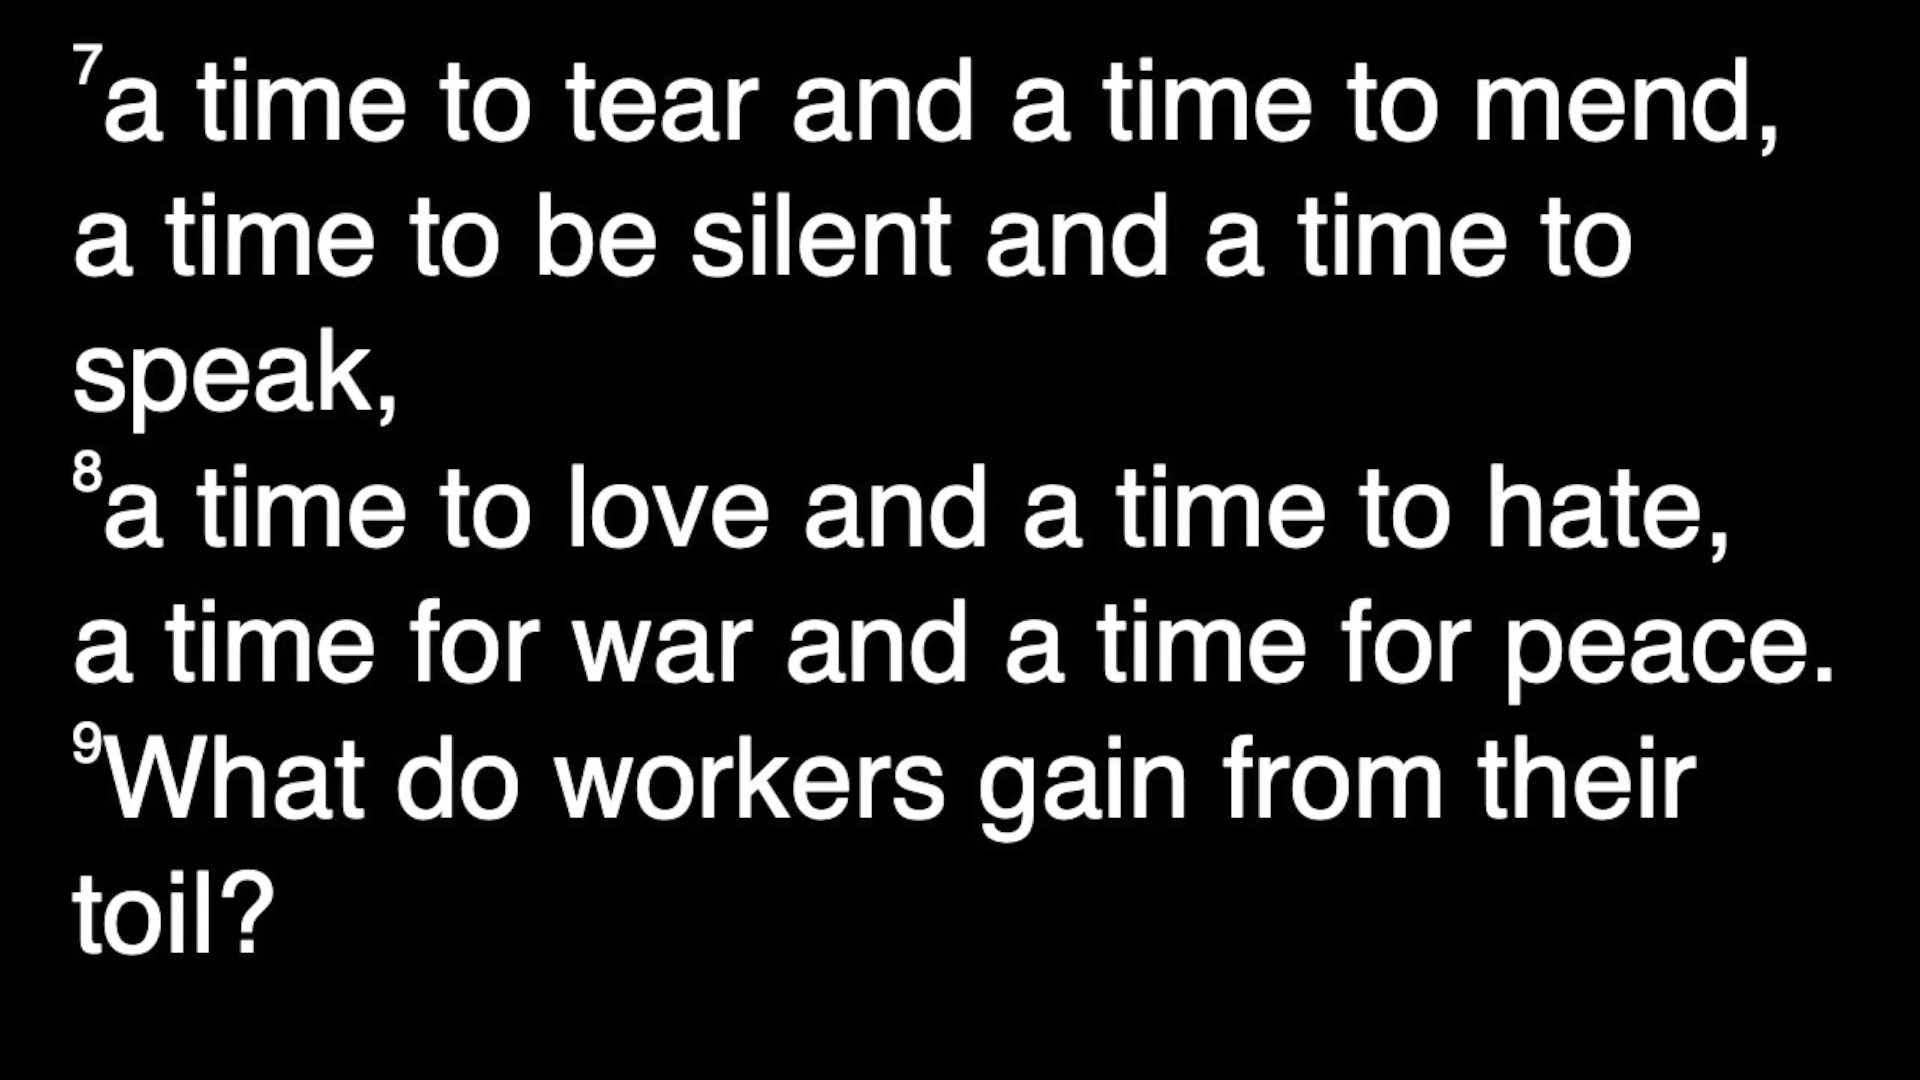 ⁷a time to tear and a time to mend,
a time to be silent and a time to
speak,
⁸a time to love and a time to hate,
a time for war and a time for peace.
⁹What do workers gain from their
toil?